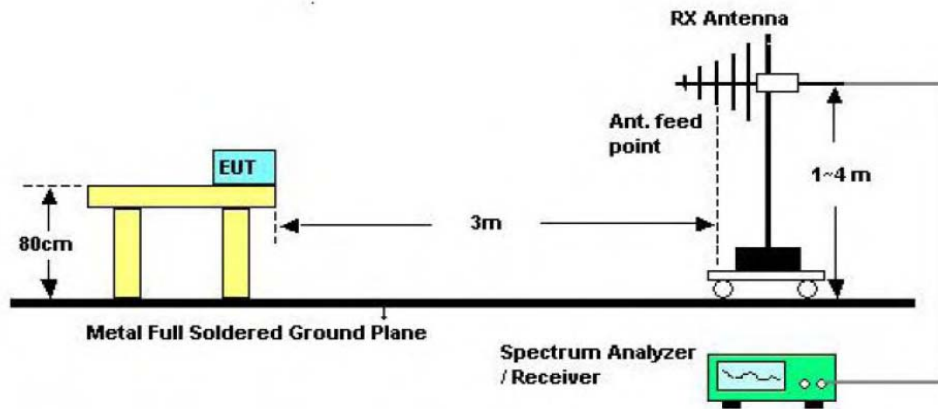 RX Antenna
Ant. feed
point
EUT
1~4 m
3m
80cm
Metal Full Soldered Ground Plane
Spectrum Analyzer
/ Receiver